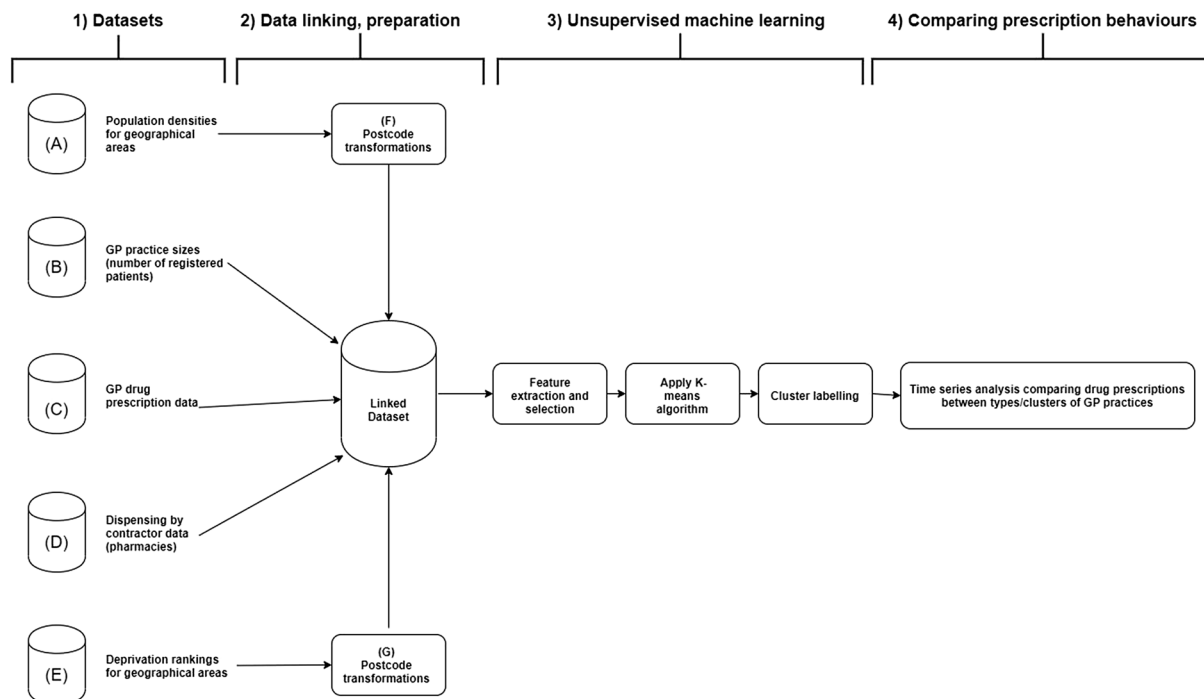 1) Datasets
2) Data linking, preparation
3) Unsupervised machine learning
4) Comparing prescription behaviours
(A)
Population densities
for geographical
areas
(F)
Postcode
transformations
(B)
GP practice sizes
(number of registered
patients)
(C)
GP drug
prescription data
Linked
Dataset
Feature
extraction and
selection
Apply K-
means
algorithm
Cluster labelling
Time series analysis comparing drug prescriptions
between types/clusters of GP practices
(D)
Dispensing by
contractor data
(pharmacies)
(E)
Deprivation rankings
for geographical areas
(G)
Postcode
transformations